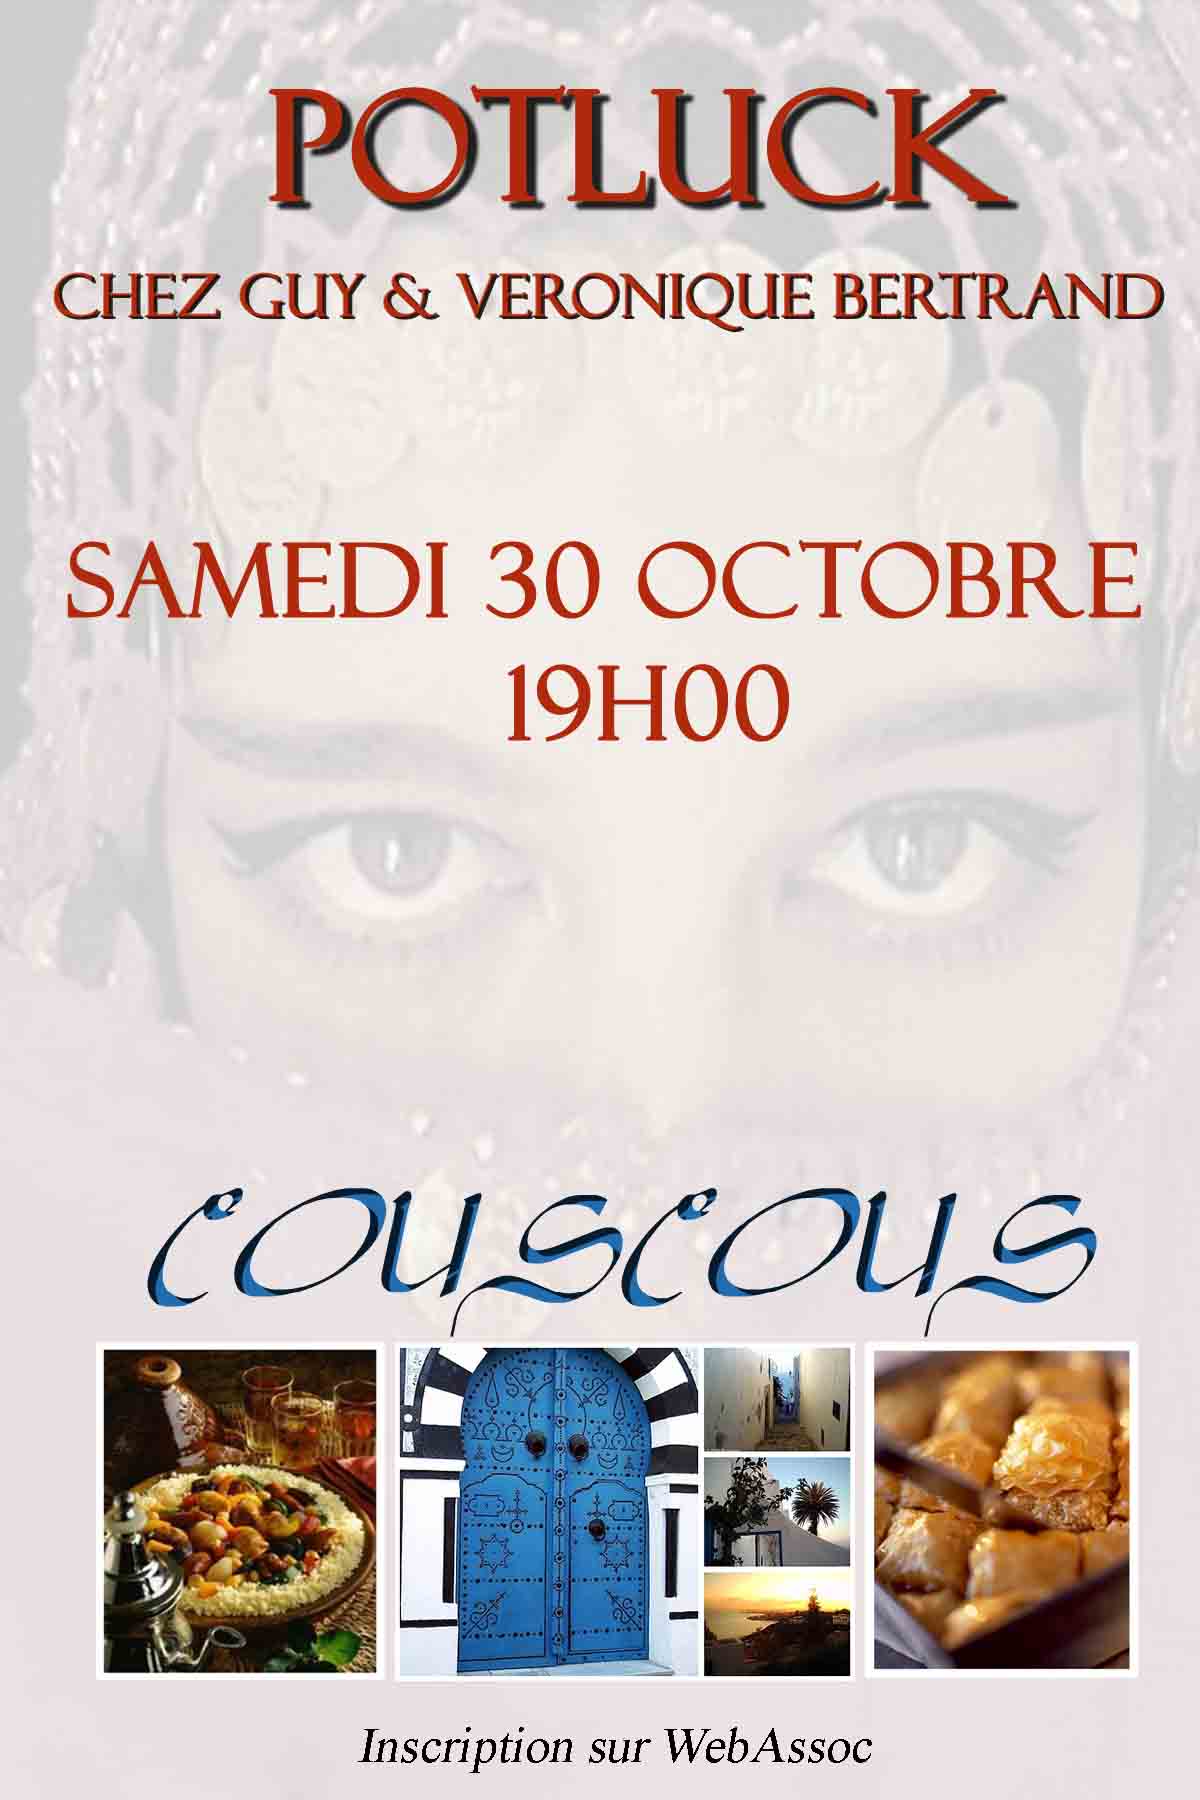 POTLUCK
CHEZ GUY & VERONIQUE BERTRAND
SAMEDI 30 OCTOBRE
19H00
COUSCOUS
Inscription sur WebAssoc